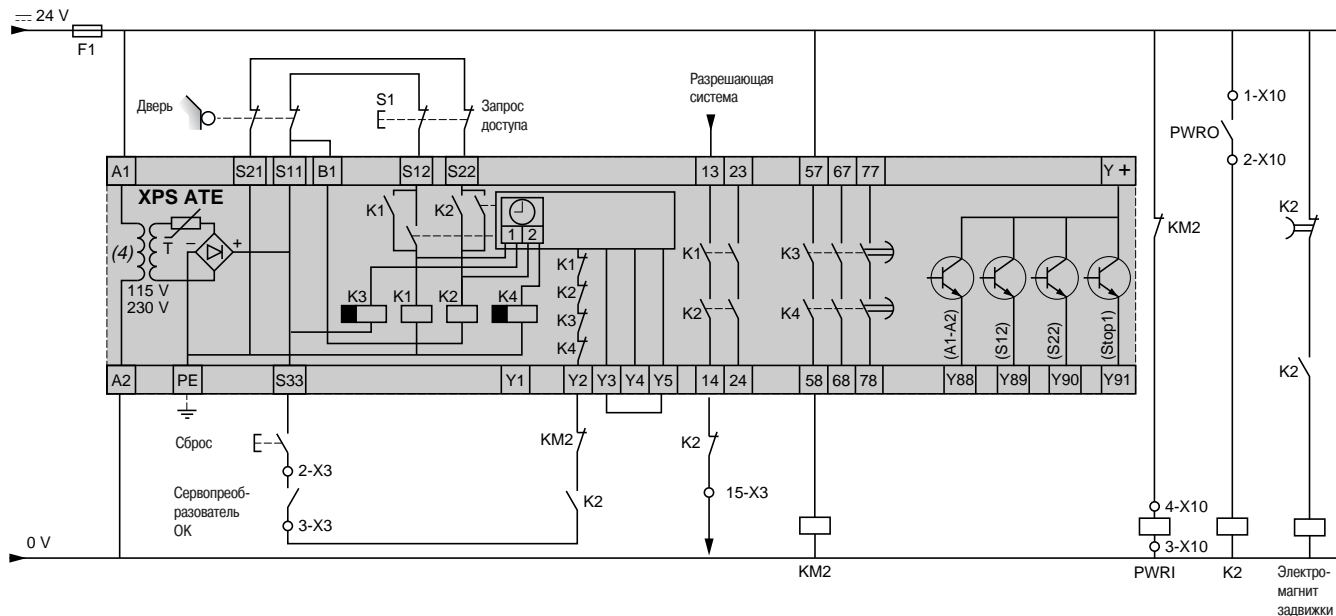 24 V
F1
Дверь
S1
Запрос
доступа
Разрешающая
система
1-X10
PWRO
2-X10
A1
S21
S11
B1
S12
S22
13
23
57
67
77
Y +
XPS ATE
(4)
T
− +
115 V
230 V
K1
K2
1 2
K3
K1
K2
K4
K1
K2
K3
K4
K1
K2
K3
K4
(A1-A2)
(S12)
(S22)
(Stop1)
KM2
K2
K2
A2
PE
S33
Y1
Y2
Y3
Y4
Y5
14
24
58
68
78
Y88
Y89
Y90
Y91
Сброс
2-X3
Сервопреоб-
разователь
OK
3-X3
KM2
K2
K2
15-X3
4-X10
3-X10
0 V
KM2
PWRI
K2
Электро-
магнит
задвижки